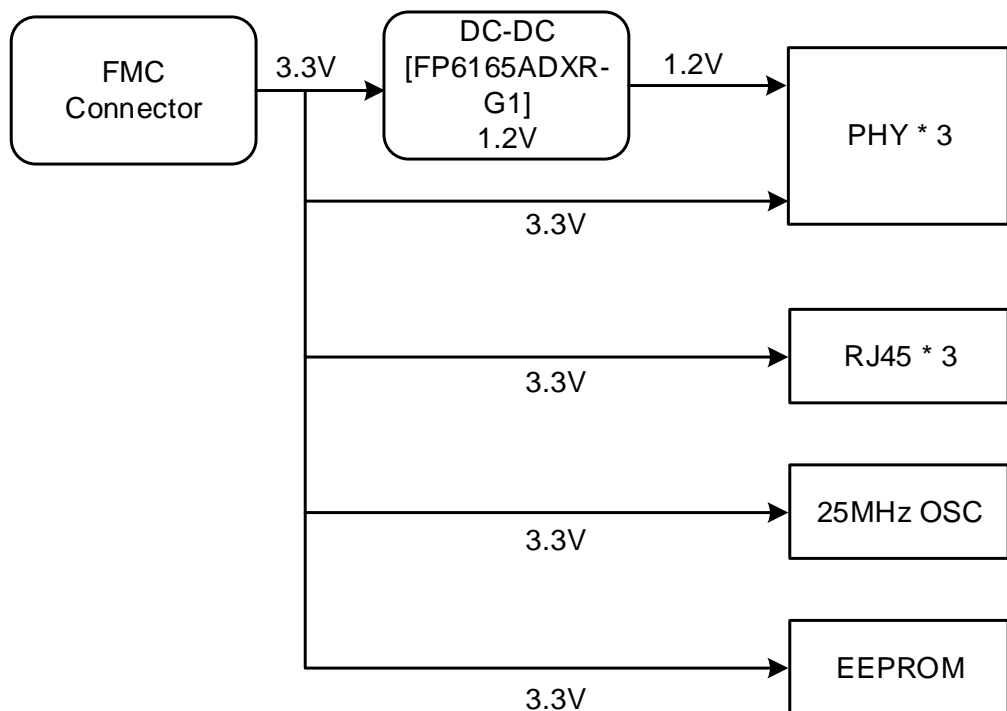 FMC
Connector
3.3V
DC-DC
[FP6165ADXR-
G1]
1.2V
1.2V
PHY * 3
3.3V
RJ45 * 3
3.3V
25MHz OSC
3.3V
EEPROM
3.3V